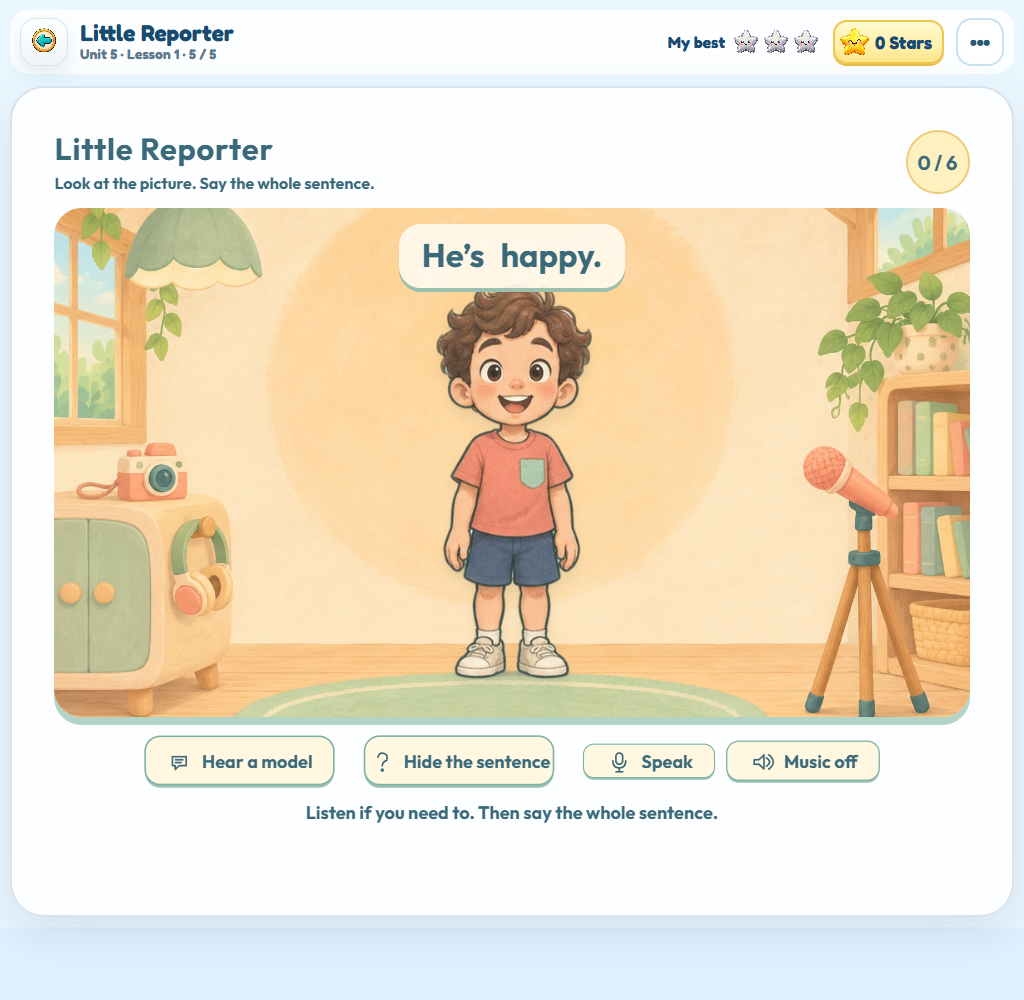 Little Reporter
Unit 5 · Lesson 1 · 5 / 5
My best
0 Stars
Little Reporter
Look at the picture. Say the whole sentence.
0 / 6
He’s happy.
Hear a model
? Hide the sentence
Speak
Music off
Listen if you need to. Then say the whole sentence.